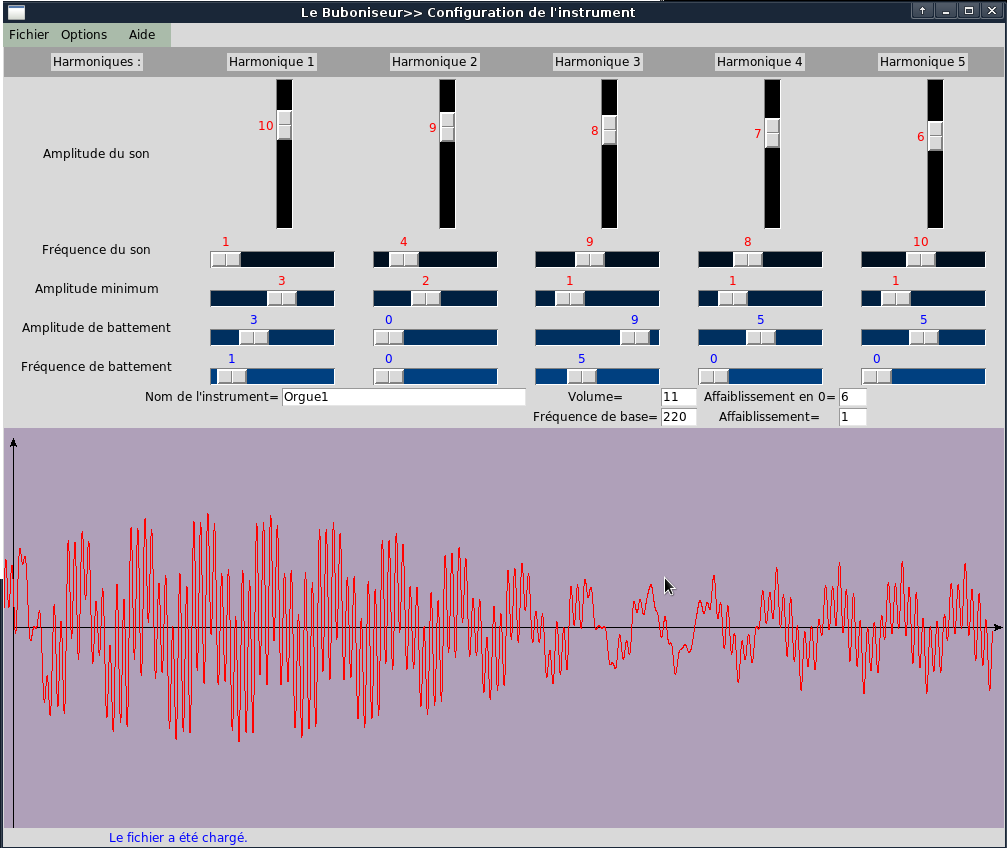 Le Buboniseur>> Configuration de l'instrument
Fichier Options Aide
Harmoniques : Harmonique 1 Harmonique 2 Harmonique 3 Harmonique 4 Harmonique 5
Amplitude du son 10 9 8 7 6
Fréquence du son 1 4 9 8 10
Amplitude minimum 3 2 1 1 1
Amplitude de battement 3 0 9 5 5
Fréquence de battement 1 0 5 0 0
Nom de l'instrument= Orgue1 Volume= 11 Affaiblissement en 0= 6
Fréquence de base= 220 Affaiblissement= 1
Le fichier a été chargé.